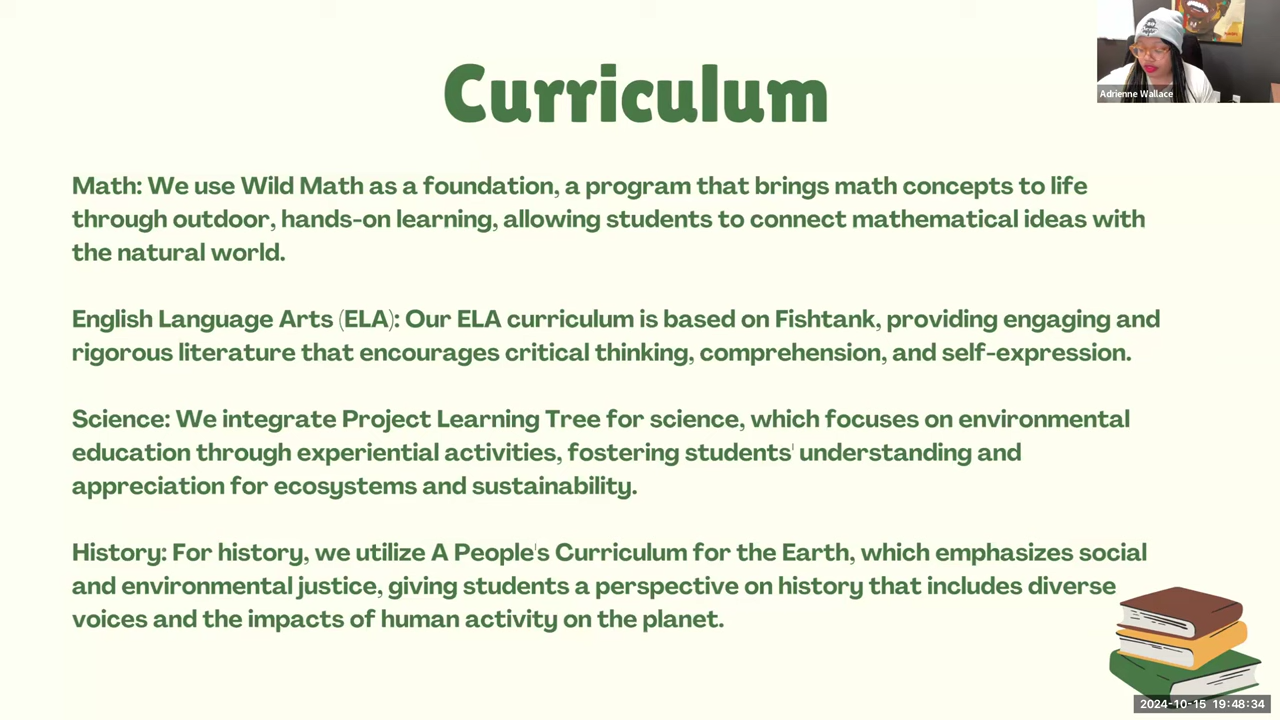 Curriculum
Adrienne Wallace
Math: We use Wild Math as a foundation, a program that brings math concepts to life
through outdoor, hands-on learning, allowing students to connect mathematical ideas with
the natural world.
English Language Arts (ELA): Our ELA curriculum is based on Fishtank, providing engaging and
rigorous literature that encourages critical thinking, comprehension, and self-expression.
Science: We integrate Project Learning Tree for science, which focuses on environmental
education through experiential activities, fostering students' understanding and
appreciation for ecosystems and sustainability.
History: For history, we utilize A People's Curriculum for the Earth, which emphasizes social
and environmental justice, giving students a perspective on history that includes diverse
voices and the impacts of human activity on the planet.
2024-10-15 19:48:34